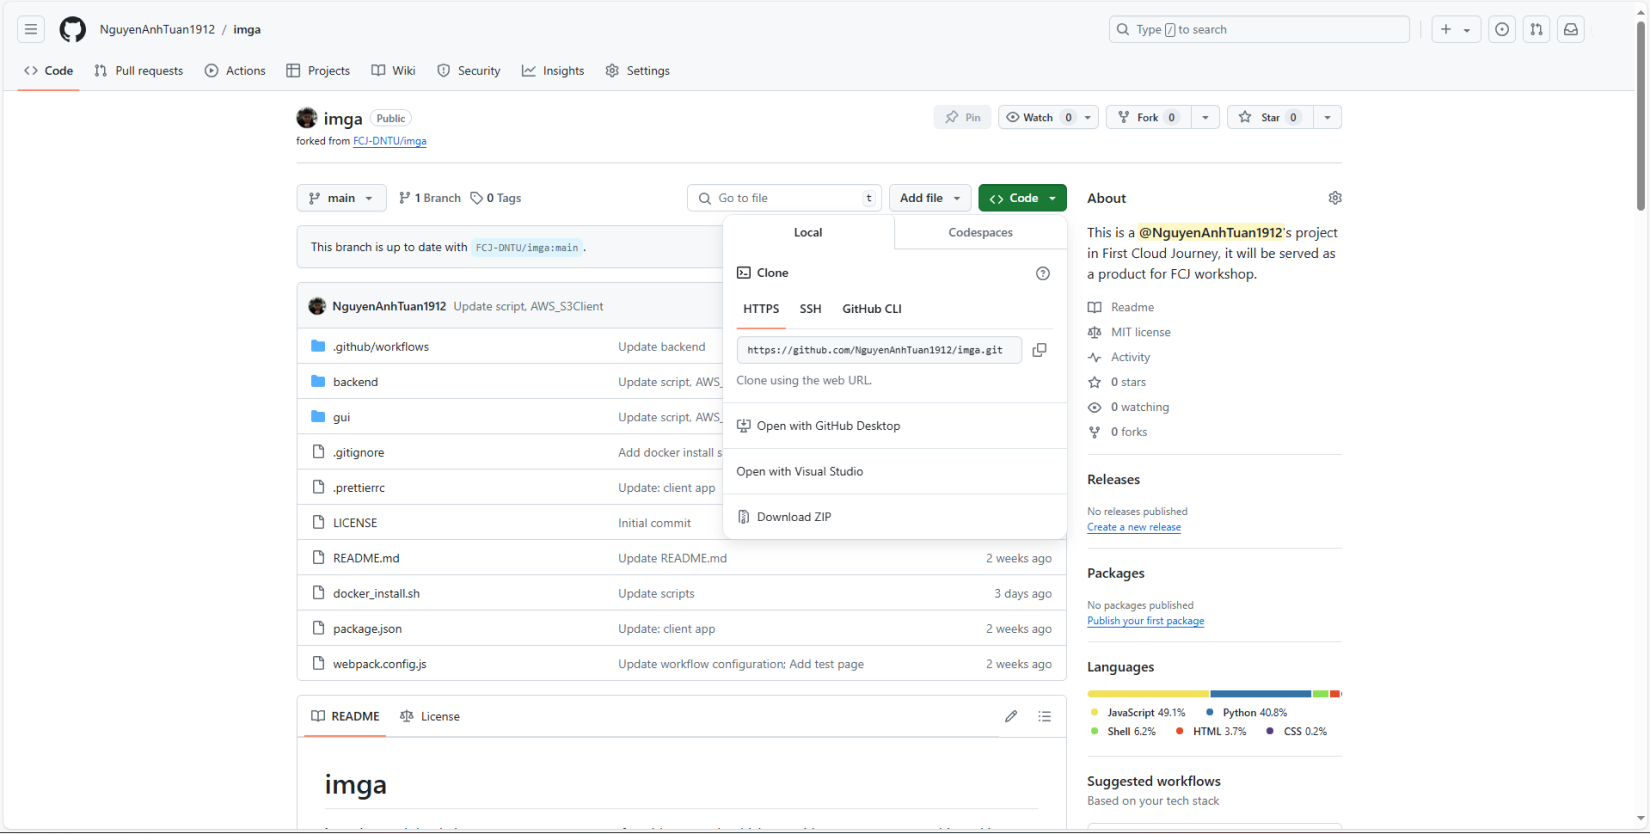 NguyenAnhTuan1912 / imga
Type / to search
Code Pull requests Actions Projects Wiki Security Insights Settings
imga Public
Pin Watch 0 Fork 0 Star 0
forked from FCJ-DNTU/imga
main 1 Branch 0 Tags Go to file t Add file Code
This branch is up to date with FCJ-DNTU/imga:main .
NguyenAnhTuan1912 Update script, AWS_S3Client
.github/workflows Update backend
backend Update script, AWS_
gui Update script, AWS_
.gitignore Add docker install s
.prettierrc Update: client app
LICENSE Initial commit
README.md Update README.md 2 weeks ago
docker_install.sh Update scripts 3 days ago
package.json Update: client app 2 weeks ago
webpack.config.js Update workflow configuration; Add test page 2 weeks ago
Local Codespaces
Clone
HTTPS SSH GitHub CLI
https://github.com/NguyenAnhTuan1912/imga.git
Clone using the web URL.
Open with GitHub Desktop
Open with Visual Studio
Download ZIP
README License
imga
About
This is a @NguyenAnhTuan1912's project
in First Cloud Journey, it will be served as
a product for FCJ workshop.
Readme
MIT license
Activity
0 stars
0 watching
0 forks
Releases
No releases published
Create a new release
Packages
No packages published
Publish your first package
Languages
JavaScript 49.1% Python 40.8%
Shell 6.2% HTML 3.7% CSS 0.2%
Suggested workflows
Based on your tech stack